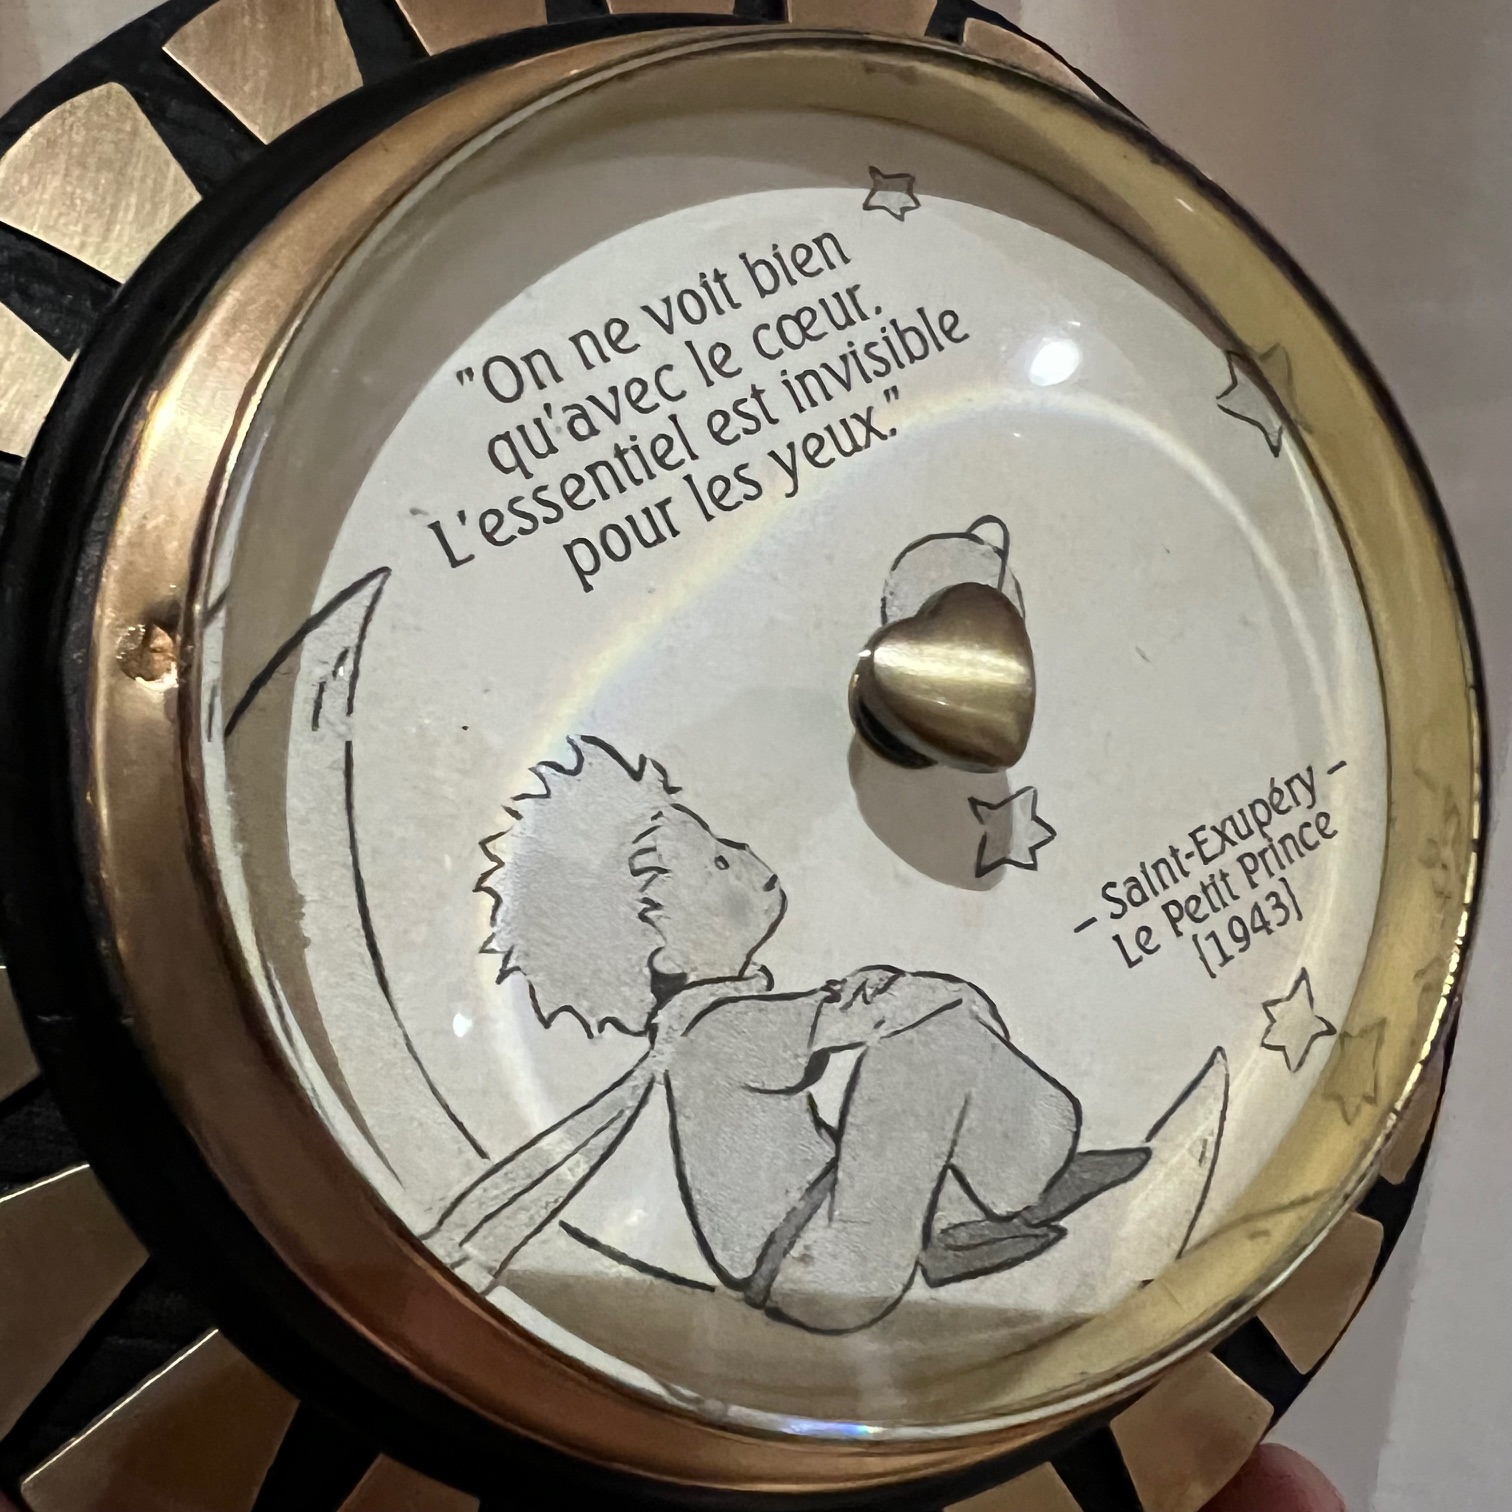 "On ne voit bien
qu'avec le cœur.
L'essentiel est invisible
pour les yeux."
– Saint-Exupéry –
Le Petit Prince
[1943]